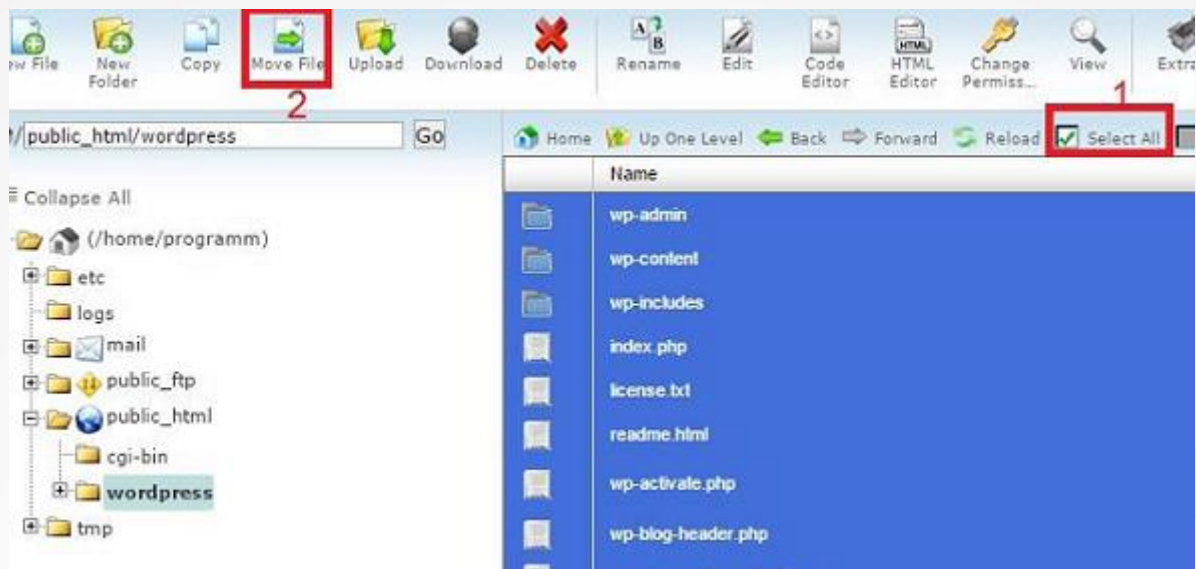 w File New Folder Copy Move File Upload Download Delete Rename Edit Code Editor HTML Editor Change Permiss... View Extra
2
1
/ public_html/wordpress Go
Home Up One Level Back Forward Reload Select All
Name
Collapse All
(/home/programm)
etc
logs
mail
public_ftp
public_html
cgi-bin
wordpress
tmp
wp-admin
wp-content
wp-includes
index.php
license.txt
readme.html
wp-activate.php
wp-blog-header.php